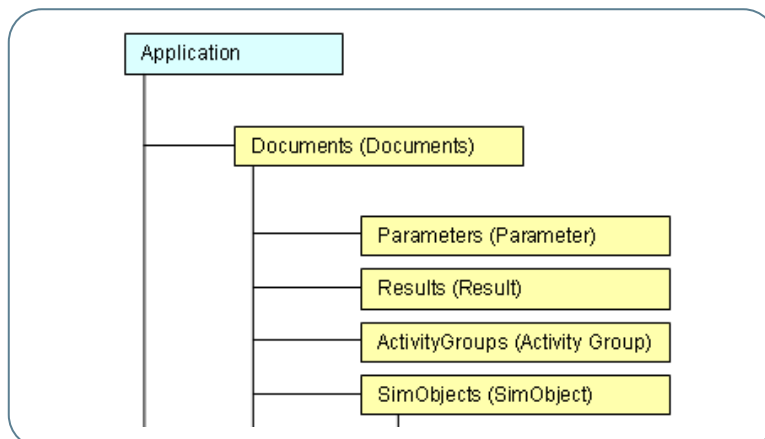 Application
Documents (Documents)
Parameters (Parameter)
Results (Result)
ActivityGroups (Activity Group)
SimObjects (SimObject)